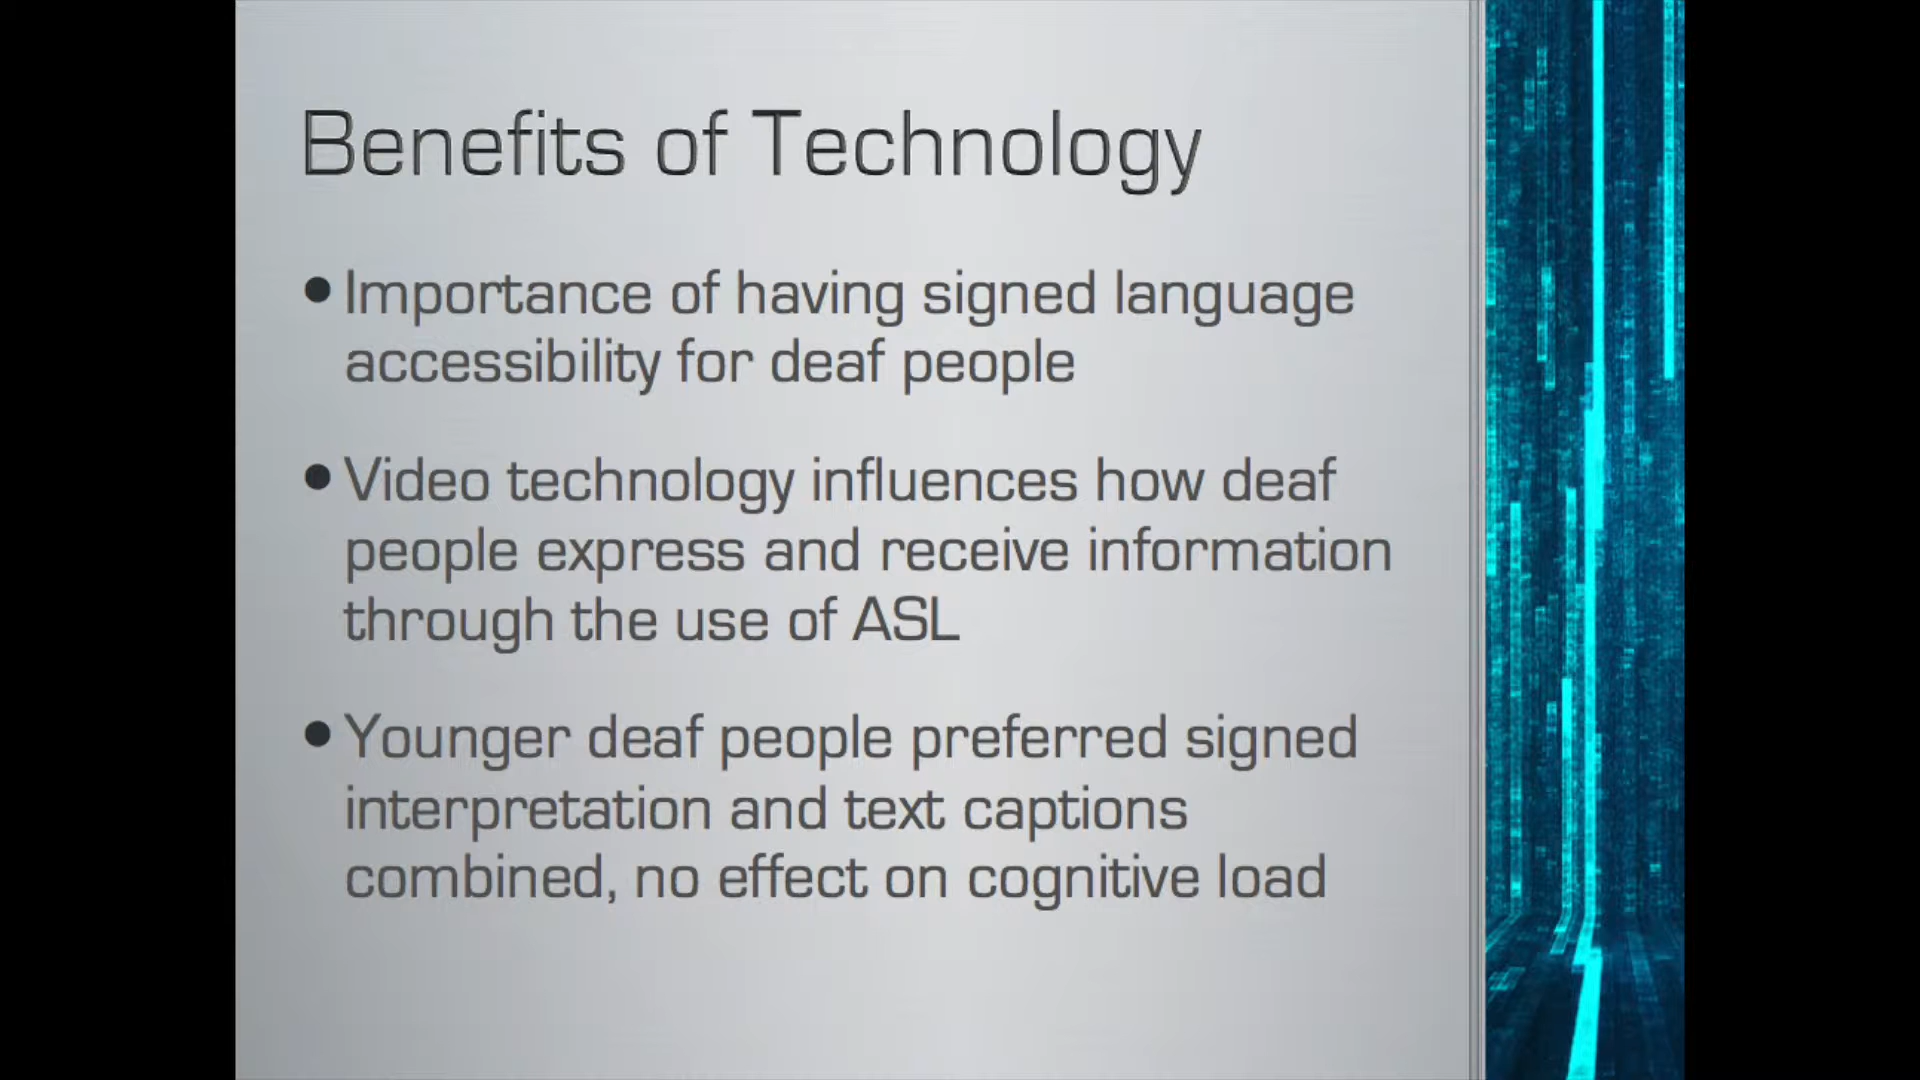 Benefits of Technology
• Importance of having signed language
accessibility for deaf people
• Video technology influences how deaf
people express and receive information
through the use of ASL
• Younger deaf people preferred signed
interpretation and text captions
combined, no effect on cognitive load